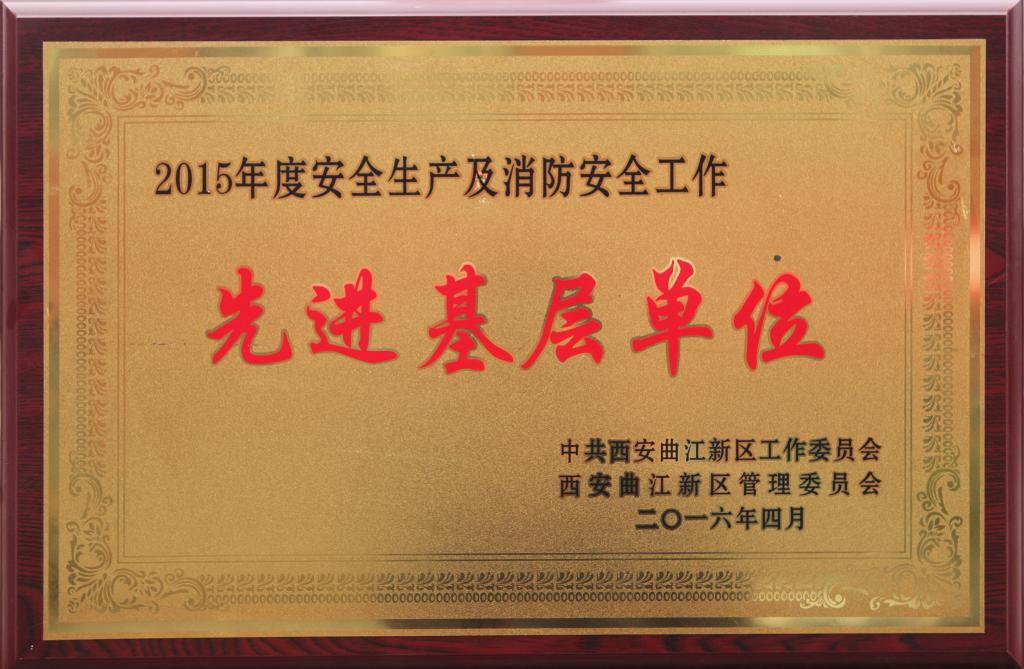 2015年度安全生产及消防安全工作
先进基层单位
中共西安曲江新区工作委员会
西安曲江新区管理委员会
二〇一六年四月